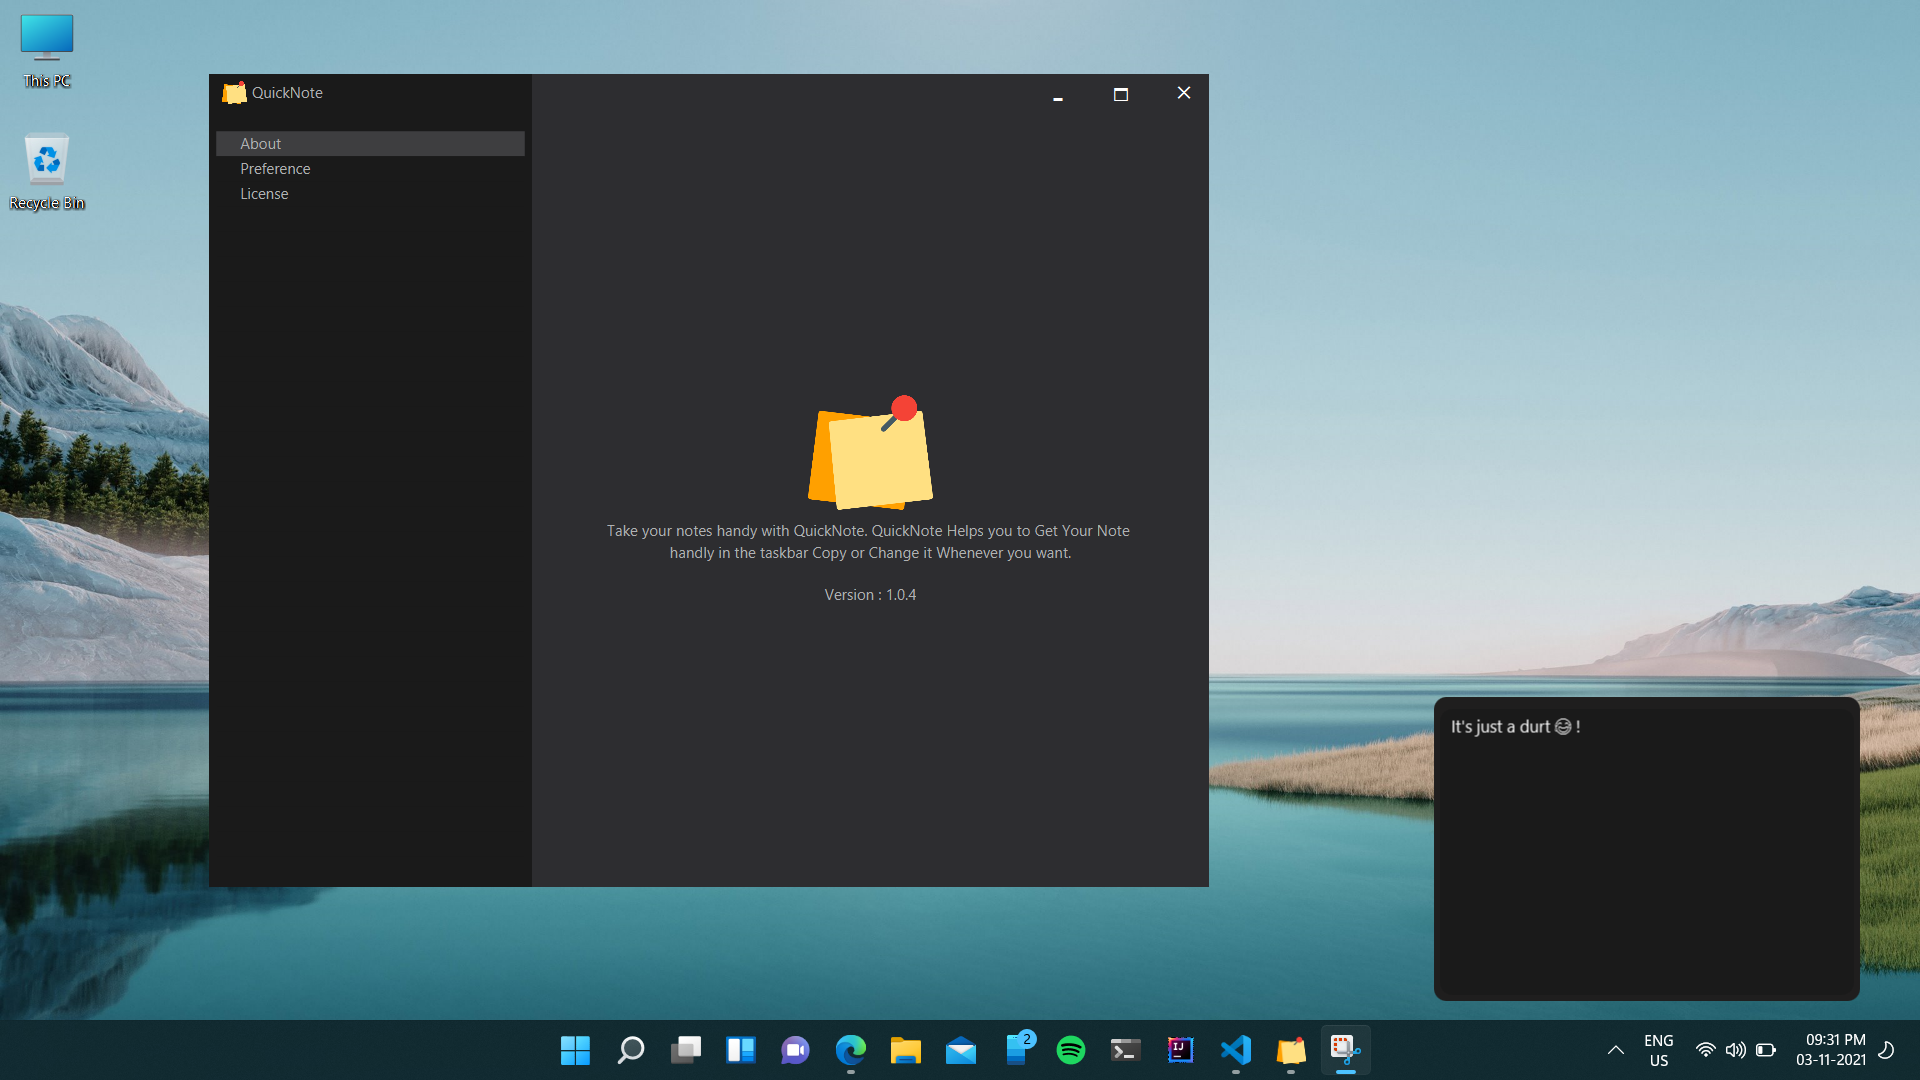 This PC
Recycle Bin
QuickNote
About
Preference
License
Take your notes handy with QuickNote. QuickNote Helps you to Get Your Note
handly in the taskbar Copy or Change it Whenever you want.
Version : 1.0.4
It's just a durt 😂 !
2
IJ
ENG
US
09:31 PM
03-11-2021